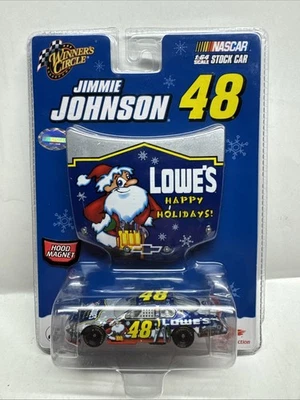 WINNER'S
CIRCLE
NASCAR
1:64 SCALE STOCK CAR
JIMMIE
JOHNSON 48
LOWE'S
HAPPY
HOLIDAYS!
HOOD
MAGNET
48
48 LOWE'S